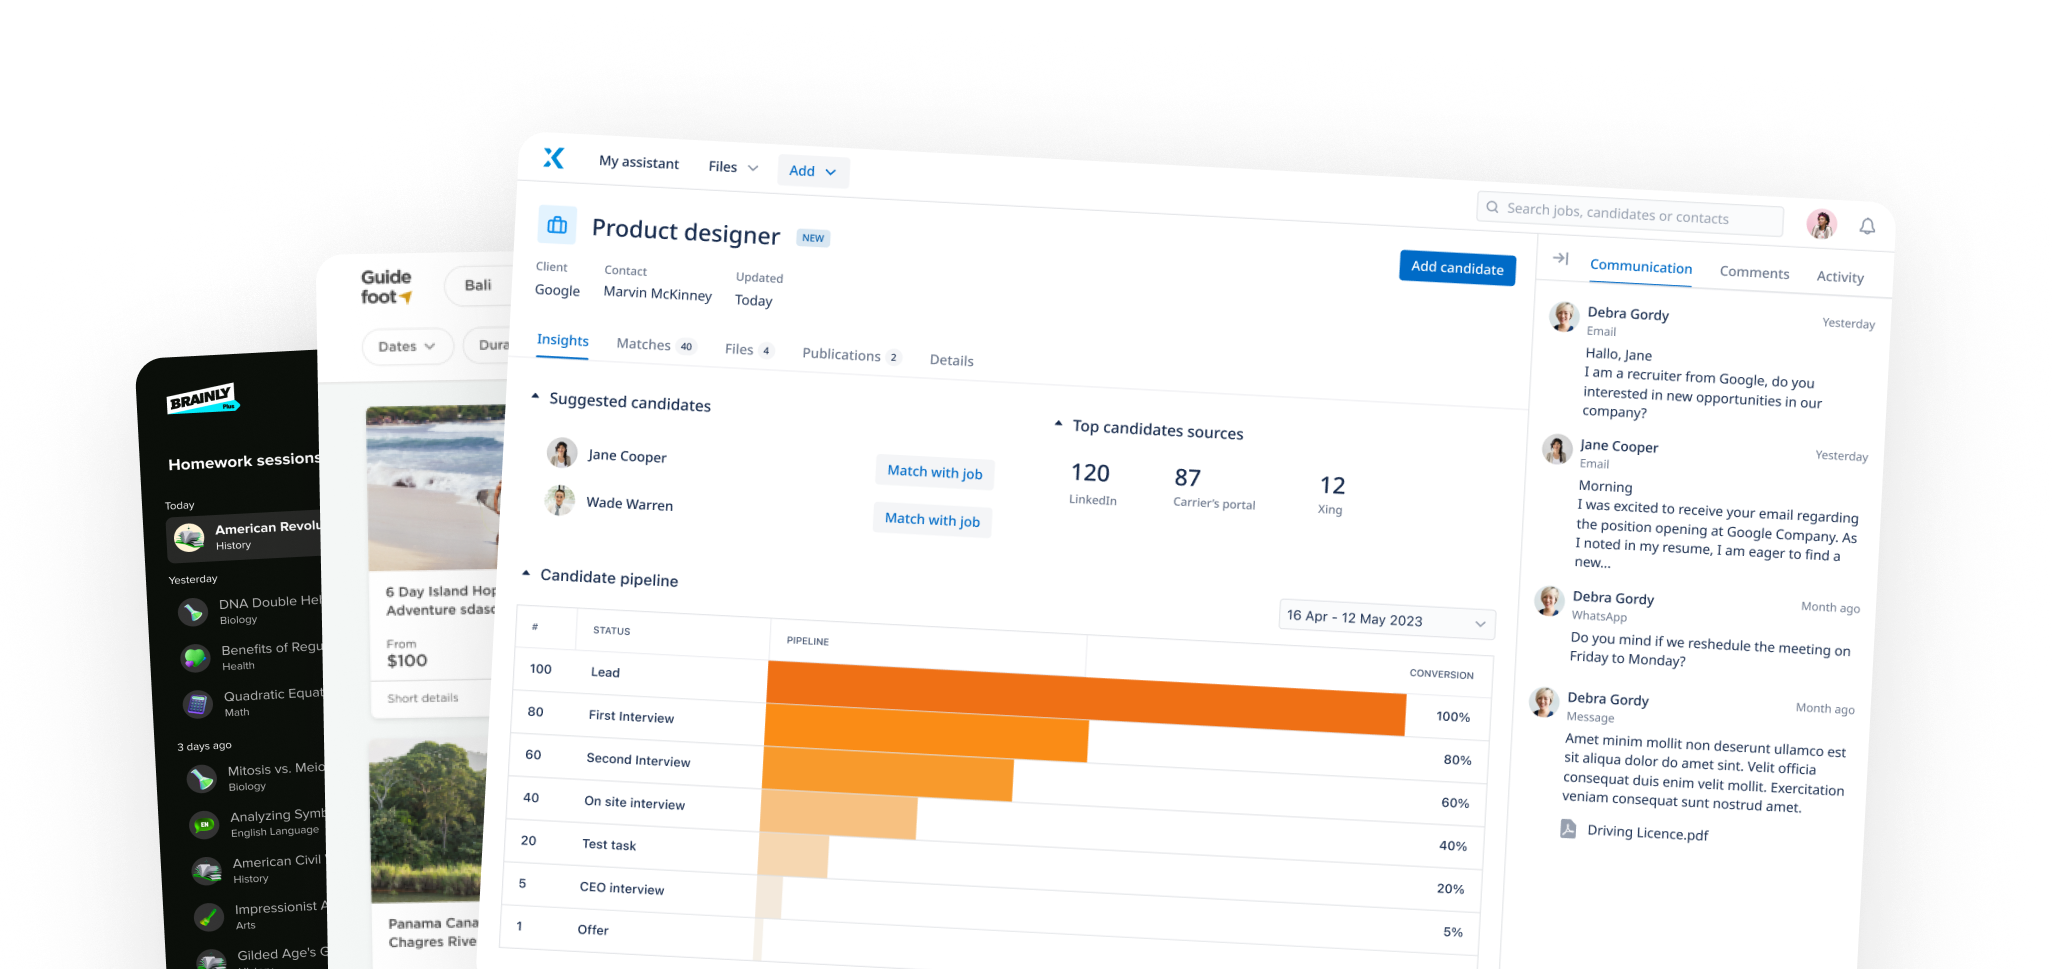 BRAINLY
Plus
Homework sessions
Today
American Revolu
History
Yesterday
DNA Double Hel
Biology
Benefits of Regu
Health
Quadratic Equat
Math
3 days ago
Mitosis vs. Meio
Biology
EN
Analyzing Symb
English Language
American Civil
History
Impressionist A
Arts
Gilded Age's G
Guide
foot
Bali
Dates
Dura
6 Day Island Hop
Adventure sdasd
From
$100
Short details
Panama Cana
Chagres Rive
My assistant
Files
Add
Search jobs, candidates or contacts
Product designer
NEW
Client
Google
Contact
Marvin McKinney
Updated
Today
Add candidate
Insights
Matches 40
Files 4
Publications 2
Details
Suggested candidates
Jane Cooper
Match with job
Wade Warren
Match with job
Top candidates sources
120
LinkedIn
87
Carrier's portal
12
Xing
Candidate pipeline
16 Apr - 12 May 2023
# STATUS PIPELINE CONVERSION
100 Lead 100%
80 First Interview 80%
60 Second Interview 60%
40 On site interview 40%
20 Test task 20%
5 CEO interview 5%
1 Offer
Communication
Comments
Activity
Debra Gordy
Yesterday
Email
Hallo, Jane
I am a recruiter from Google, do you
interested in new opportunities in our
company?
Jane Cooper
Yesterday
Email
Morning
I was excited to receive your email regarding
the position opening at Google Company. As
I noted in my resume, I am eager to find a
new...
Debra Gordy
Month ago
WhatsApp
Do you mind if we reshedule the meeting on
Friday to Monday?
Debra Gordy
Month ago
Message
Amet minim mollit non deserunt ullamco est
sit aliqua dolor do amet sint. Velit officia
consequat duis enim velit mollit. Exercitation
veniam consequat sunt nostrud amet.
Driving Licence.pdf